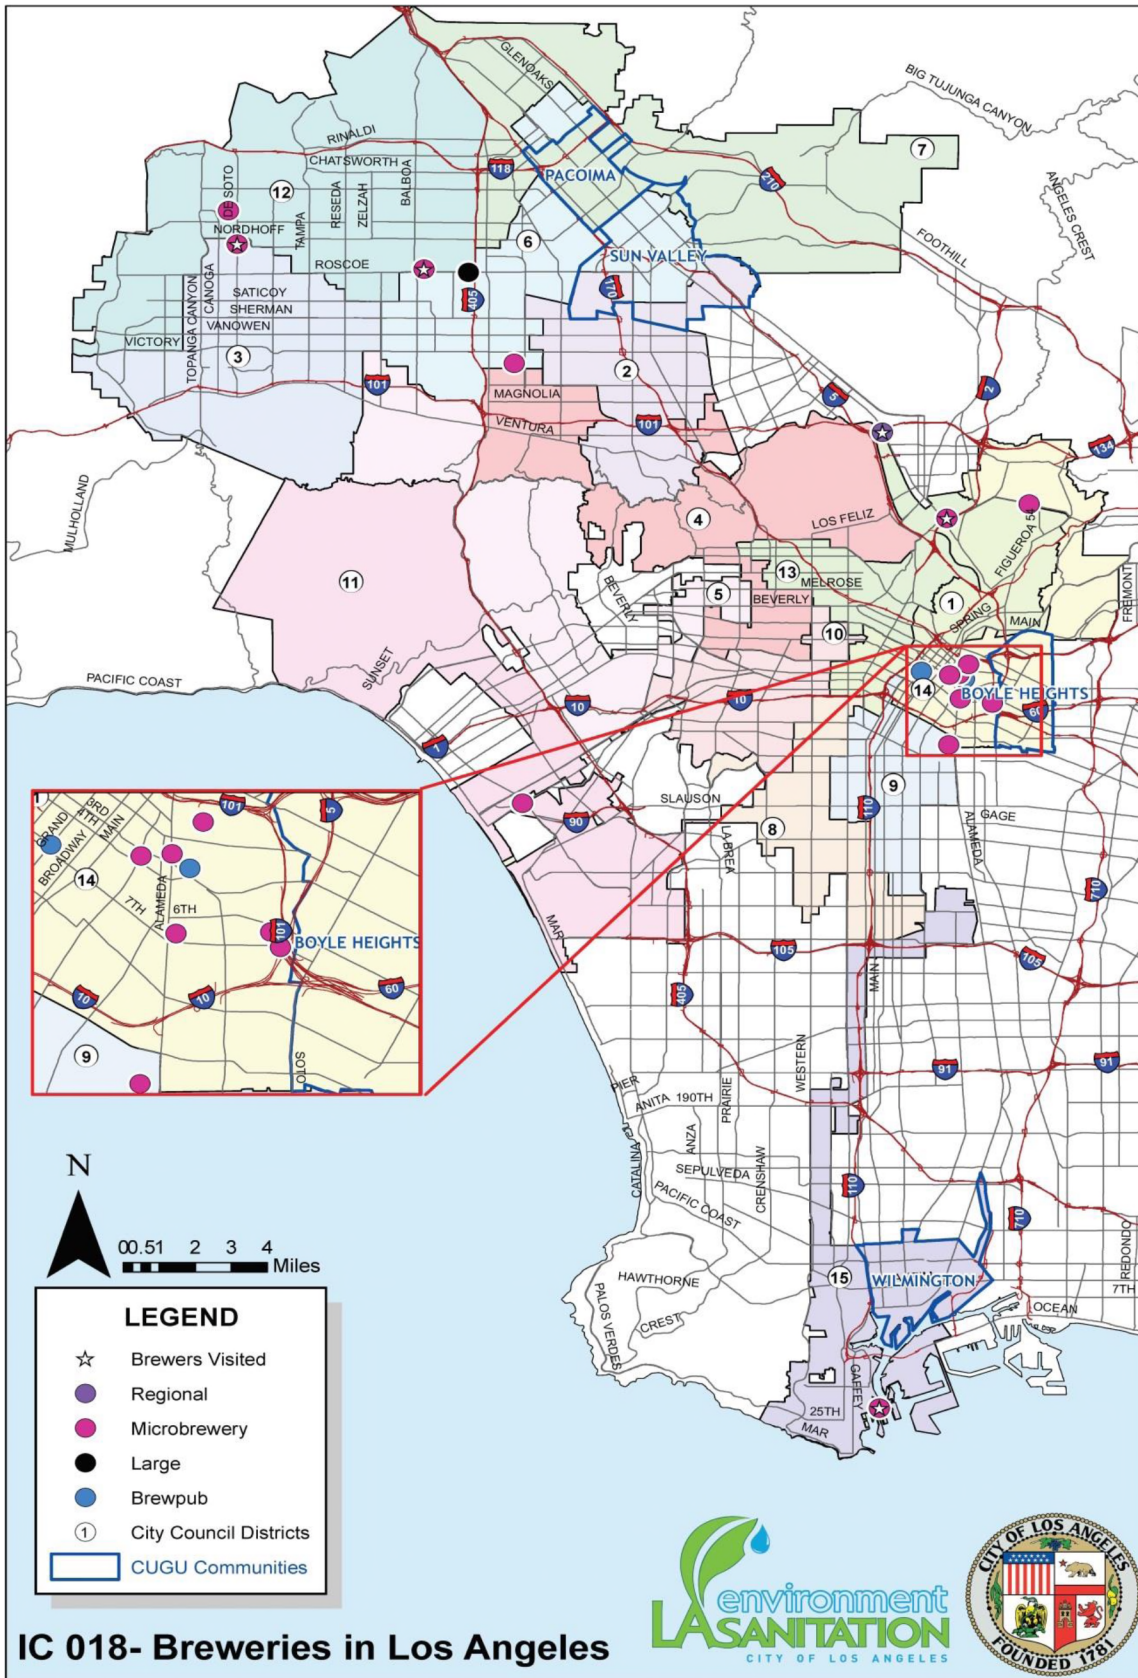 GLENOAKS
BIG TUJUNGA CANYON
RINALDI
7
CHATSWORTH
118
PACOIMA
210
DE SOTO
12
TAMPA
RESEDA
ZELZAH
BALBOA
ANGELES CREST
NORDHOFF
6
FOOTHILL
ROSCOE
SUN VALLEY
TOPANGA CANYON
CANOGA
SATICOY
405
170
SHERMAN
VANOWEN
VICTORY
3
2
101
MAGNOLIA
5
2
VENTURA
101
134
MULHOLLAND
4
LOS FELIZ
FIGUEROA
54
11
13
MELROSE
BEVERLY
5
BEVERLY
1
SPRING
MAIN
FREMONT
10
SUNSET
PACIFIC COAST
14
BOYLE HEIGHTS
10
10
60
1
9
SLAUSON
90
110
ALAMEDA
GAGE
8
LA BREA
710
MAR
105
105
405
MAIN
WESTERN
91
91
PIER
ANITA
190TH
PRAIRIE
ANZA
CATALINA
SEPULVEDA
CRENSHAW
110
PACIFIC COAST
710
REDONDO
HAWTHORNE
15
WILMINGTON
7TH
PALOS VERDES
CREST
OCEAN
GAFFEY
25TH
MAR
3RD
4TH
MAIN
101
5
GRAND
BROADWAY
14
ALAMEDA
7TH
6TH
101
BOYLE HEIGHTS
10
10
60
9
SOTO
N
0 0.5 1 2 3 4
Miles
LEGEND
Brewers Visited
Regional
Microbrewery
Large
Brewpub
1 City Council Districts
CUGU Communities
IC 018- Breweries in Los Angeles
environment
LASANITATION
CITY OF LOS ANGELES
CITY OF LOS ANGELES
FOUNDED 1781